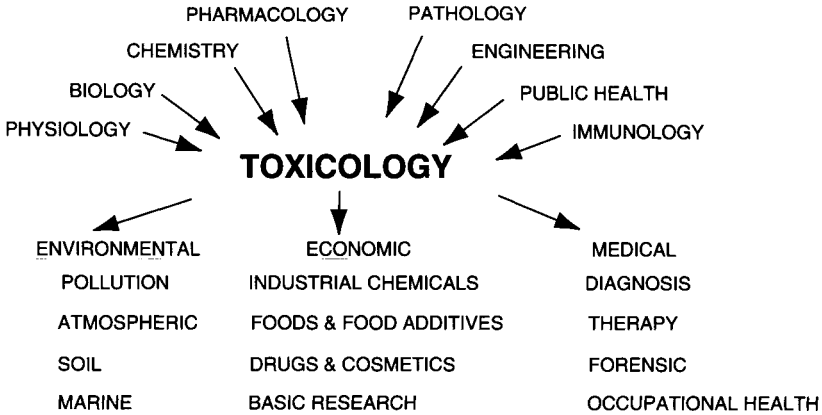 PHARMACOLOGY PATHOLOGY
CHEMISTRY ENGINEERING
BIOLOGY PUBLIC HEALTH
PHYSIOLOGY IMMUNOLOGY
TOXICOLOGY
ENVIRONMENTAL ECONOMIC MEDICAL
POLLUTION INDUSTRIAL CHEMICALS DIAGNOSIS
ATMOSPHERIC FOODS & FOOD ADDITIVES THERAPY
SOIL DRUGS & COSMETICS FORENSIC
MARINE BASIC RESEARCH OCCUPATIONAL HEALTH